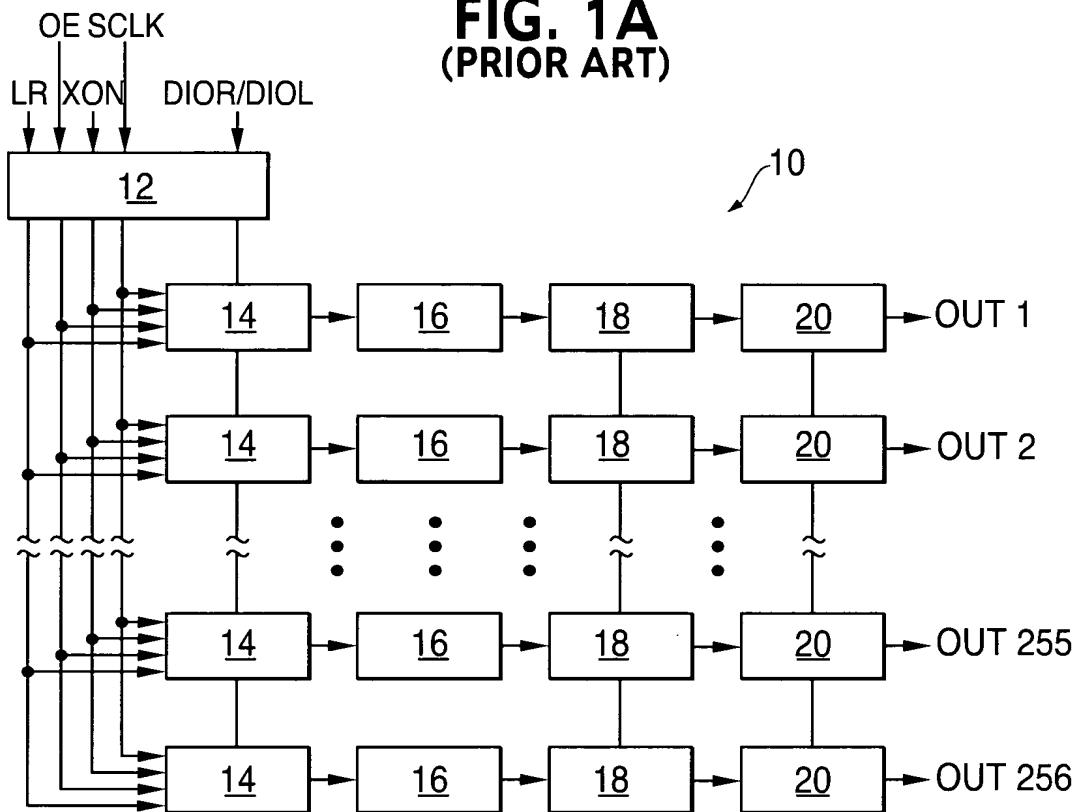 FIG. 1A
(PRIOR ART)
OE SCLK
LR XON DIOR/DIOL
12
10
14 16 18 20 OUT 1
14 16 18 20 OUT 2
14 16 18 20 OUT 255
14 16 18 20 OUT 256